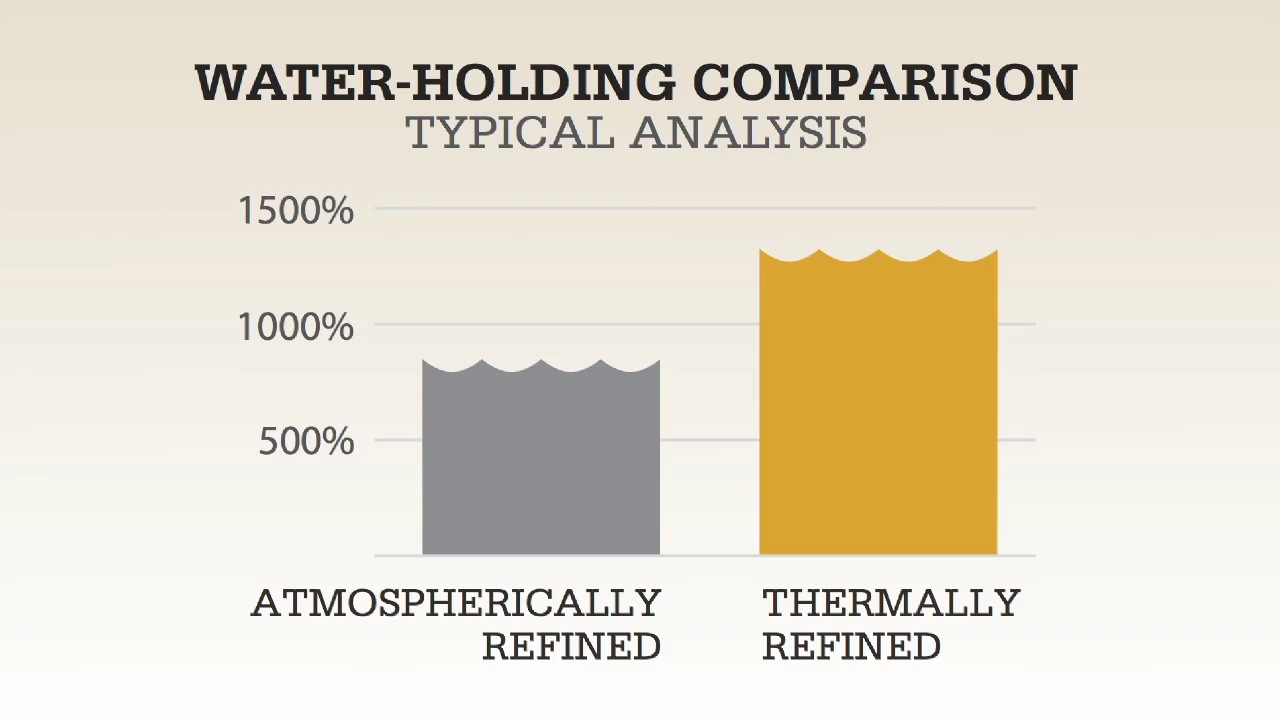 WATER-HOLDING COMPARISON
TYPICAL ANALYSIS
1500%
1000%
500%
ATMOSPHERICALLY
REFINED
THERMALLY
REFINED